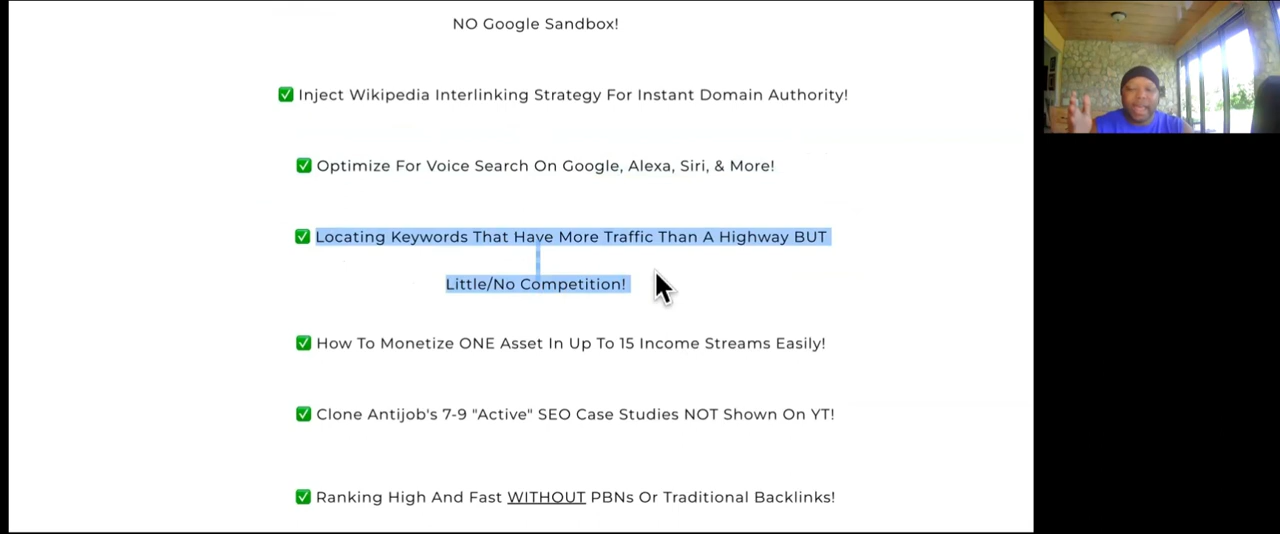 NO Google Sandbox!
✅ Inject Wikipedia Interlinking Strategy For Instant Domain Authority!
✅ Optimize For Voice Search On Google, Alexa, Siri, & More!
✅ Locating Keywords That Have More Traffic Than A Highway BUT
Little/No Competition!
✅ How To Monetize ONE Asset In Up To 15 Income Streams Easily!
✅ Clone Antijob's 7-9 "Active" SEO Case Studies NOT Shown On YT!
✅ Ranking High And Fast WITHOUT PBNs Or Traditional Backlinks!